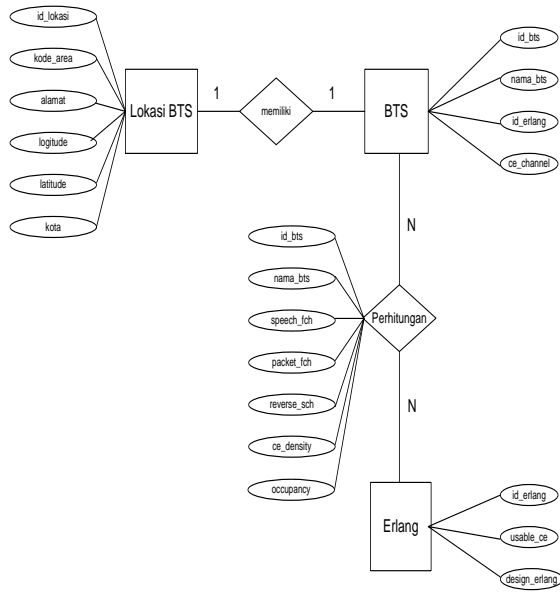 id_lokasi
kode_area
alamat
logitude
latitude
kota
Lokasi BTS
1
memiliki
1
BTS
id_bts
nama_bts
id_erlang
ce_channel
N
id_bts
nama_bts
speech_fch
packet_fch
reverse_sch
ce_density
occupancy
Perhitungan
N
Erlang
id_erlang
usable_ce
design_erlang